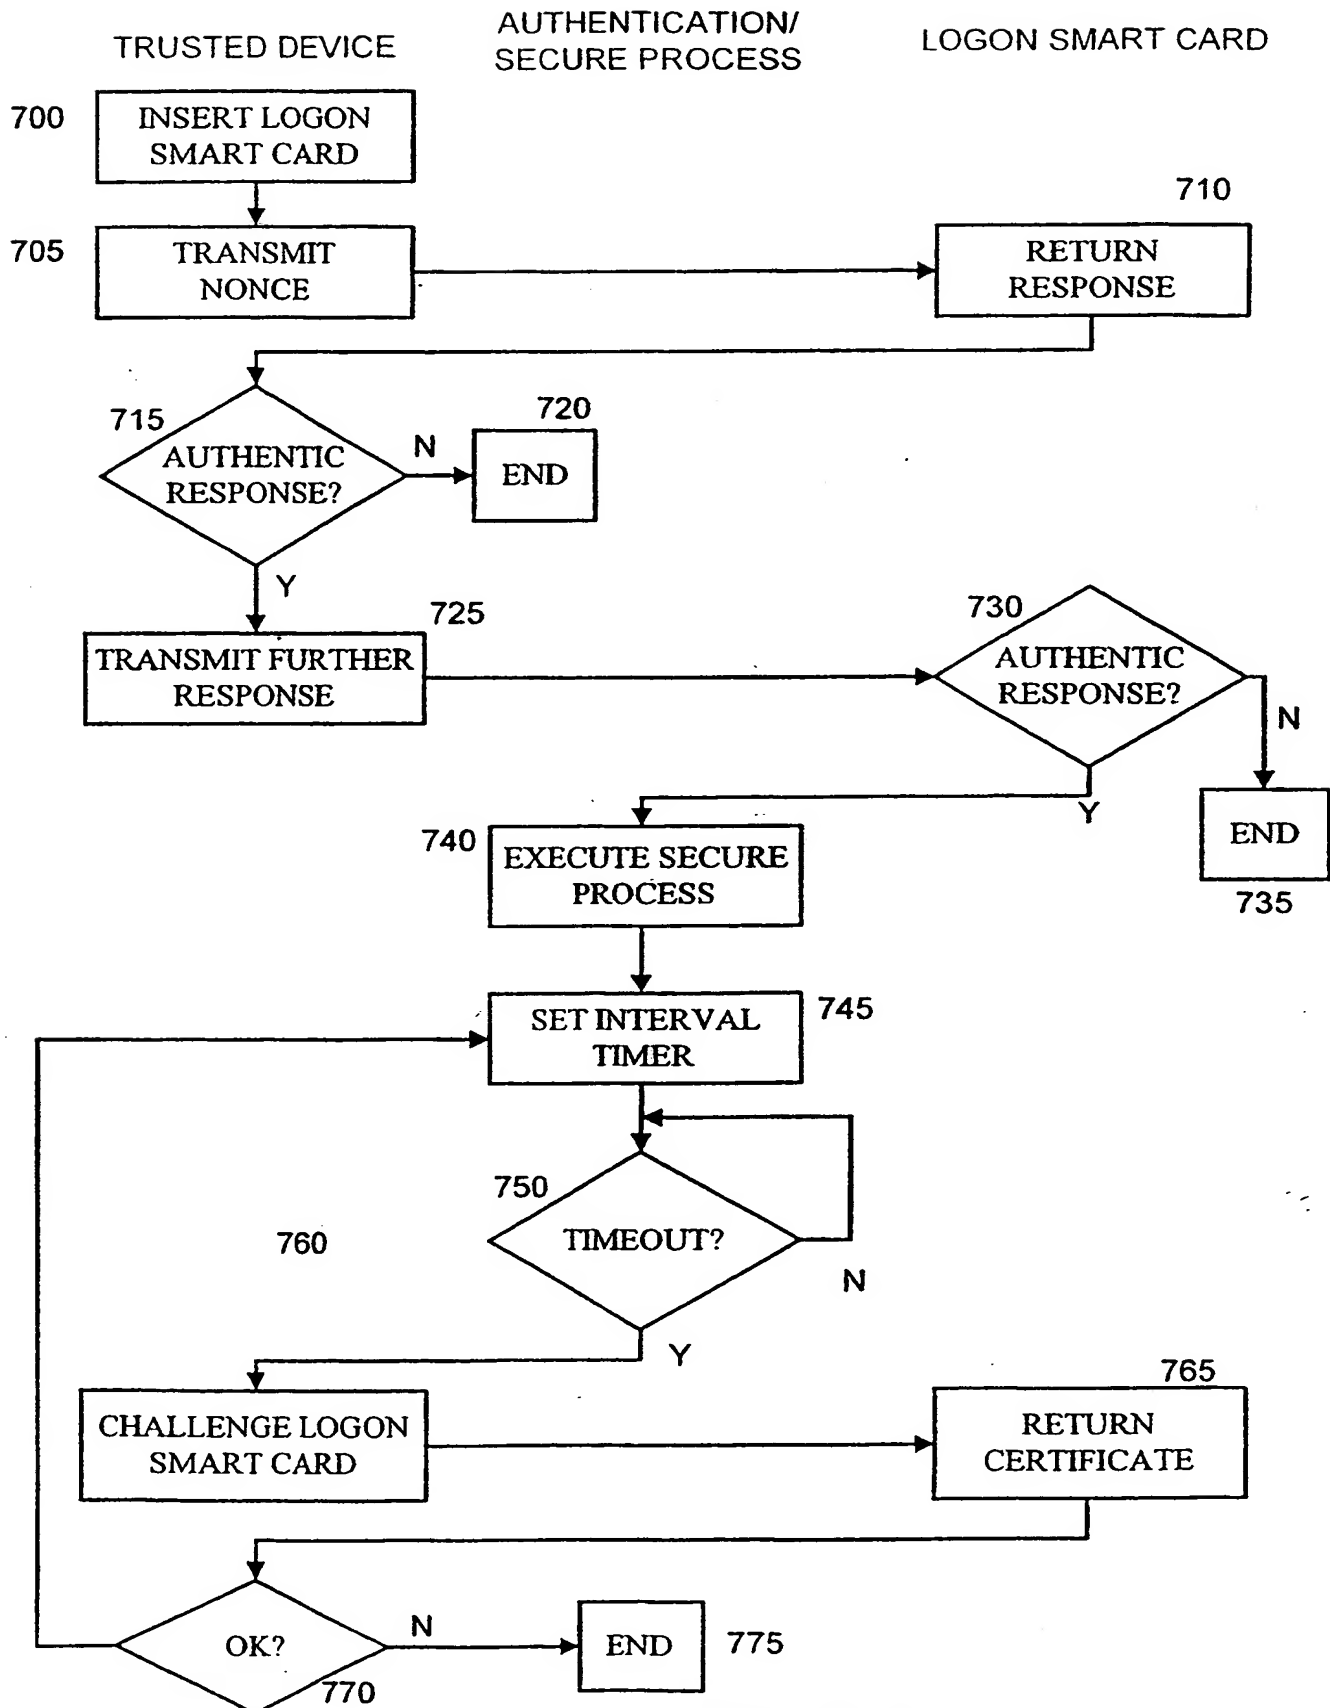 TRUSTED DEVICE
AUTHENTICATION/
SECURE PROCESS
LOGON SMART CARD
700
INSERT LOGON
SMART CARD
710
705
TRANSMIT
NONCE
RETURN
RESPONSE
715
AUTHENTIC
RESPONSE?
N
720
END
Y
725
TRANSMIT FURTHER
RESPONSE
730
AUTHENTIC
RESPONSE?
N
Y
END
735
740
EXECUTE SECURE
PROCESS
SET INTERVAL
TIMER
745
750
TIMEOUT?
N
760
Y
CHALLENGE LOGON
SMART CARD
765
RETURN
CERTIFICATE
OK?
770
N
END
775